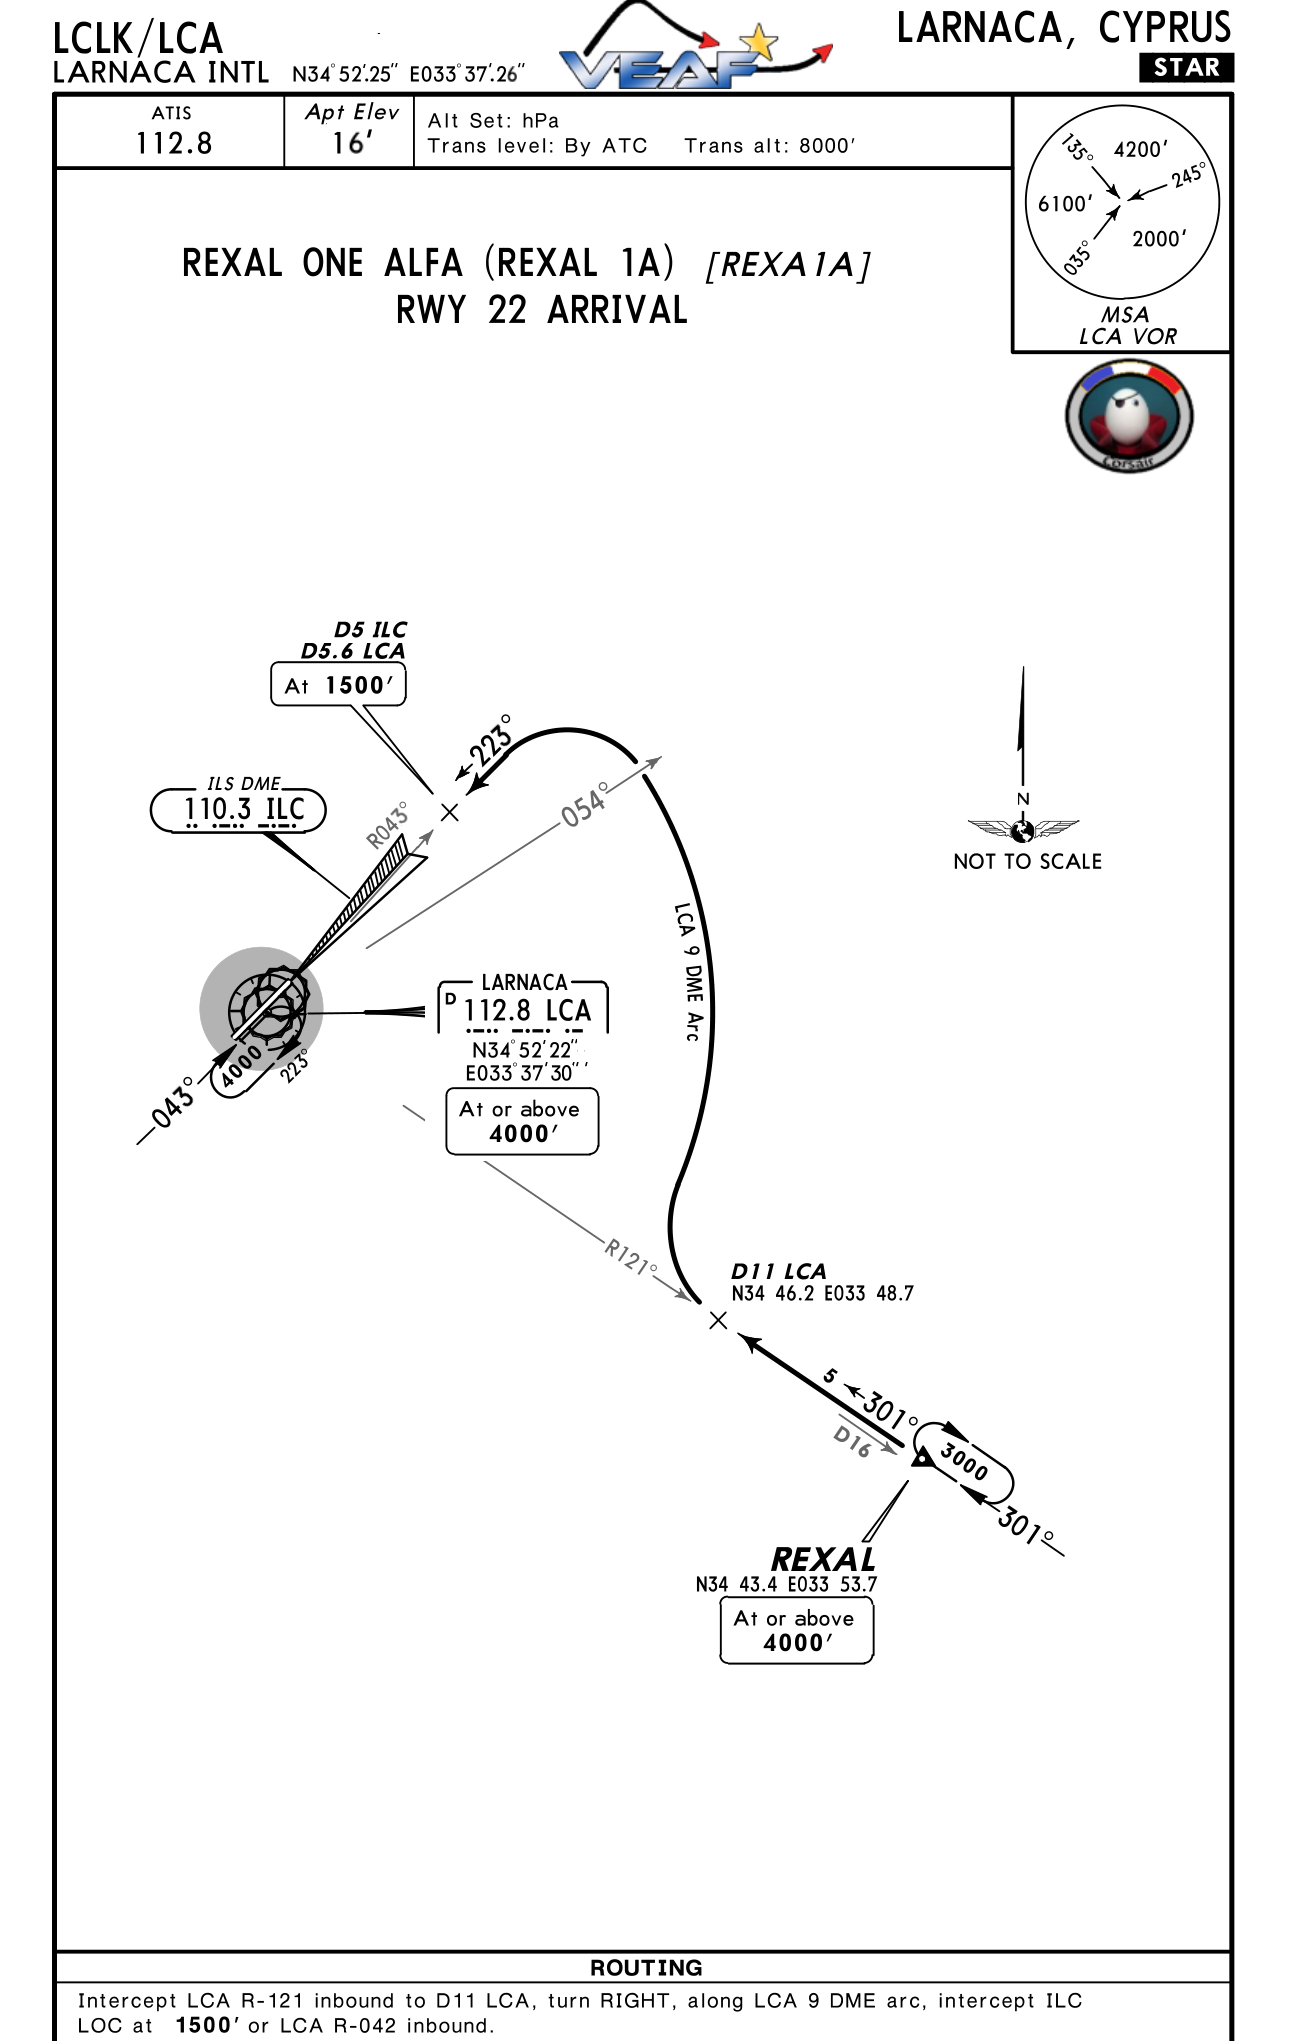 LCLK/LCA
LARNACA INTL N34°52'.25" E033°37'.26"
VEAF
LARNACA, CYPRUS
STAR
ATIS
112.8
Apt Elev
16'
Alt Set: hPa
Trans level: By ATC Trans alt: 8000'
135°
4200'
245°
6100'
2000'
035°
MSA
LCA VOR
REXAL ONE ALFA (REXAL 1A) [REXA1A]
RWY 22 ARRIVAL
Corsair
D5 ILC
D5.6 LCA
At 1500'
223°
ILS DME
110.3 ILC
R043°
054°
N
NOT TO SCALE
LCA 9 DME Arc
LARNACA
D 112.8 LCA
N34°52'22"
E033°37'30"'
At or above
4000'
4000
223°
043°
R121°
D11 LCA
N34 46.2 E033 48.7
5
301°
D16
3000
301°
REXAL
N34 43.4 E033 53.7
At or above
4000'
ROUTING
Intercept LCA R-121 inbound to D11 LCA, turn RIGHT, along LCA 9 DME arc, intercept ILC
LOC at 1500' or LCA R-042 inbound.